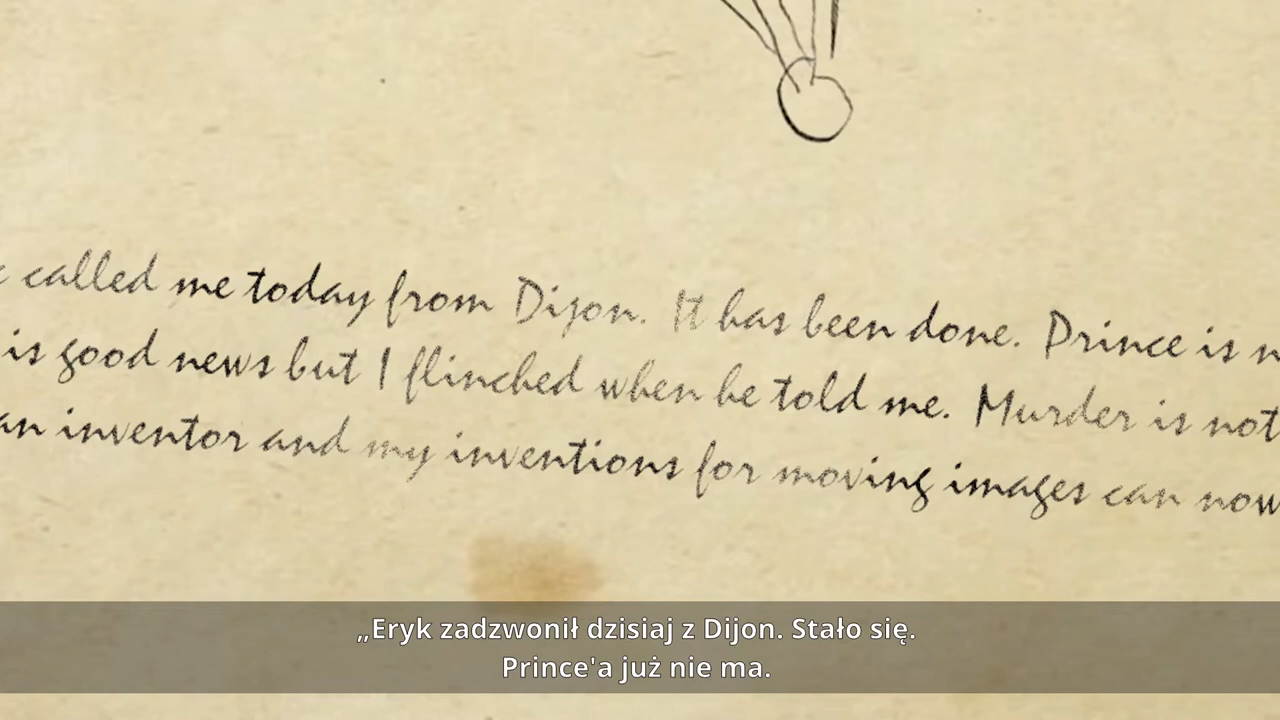 called me today from Dijon. It has been done. Prince is
is good news but I flinched when he told me. Murder is not
an inventor and my inventions for moving images can now
„Eryk zadzwonił dzisiaj z Dijon. Stało się.
Prince'a już nie ma.